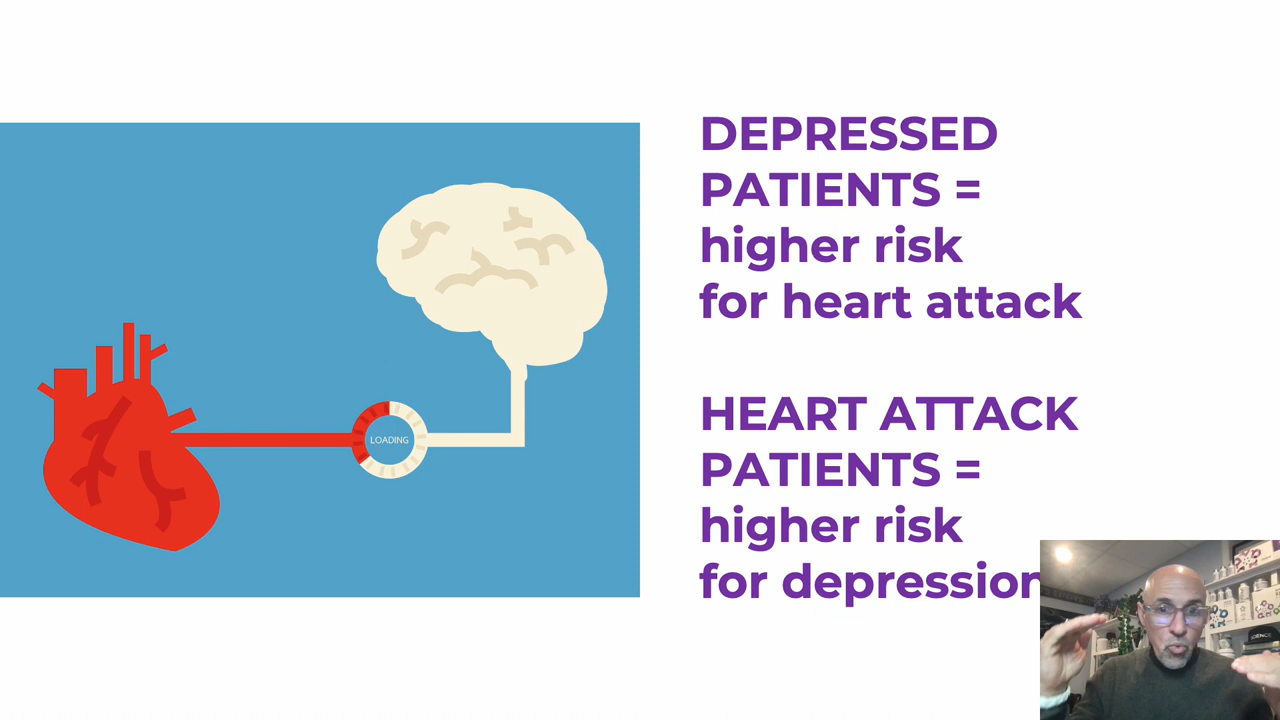 DEPRESSED
PATIENTS =
higher risk
for heart attack
LOADING
HEART ATTACK
PATIENTS =
higher risk
for depression